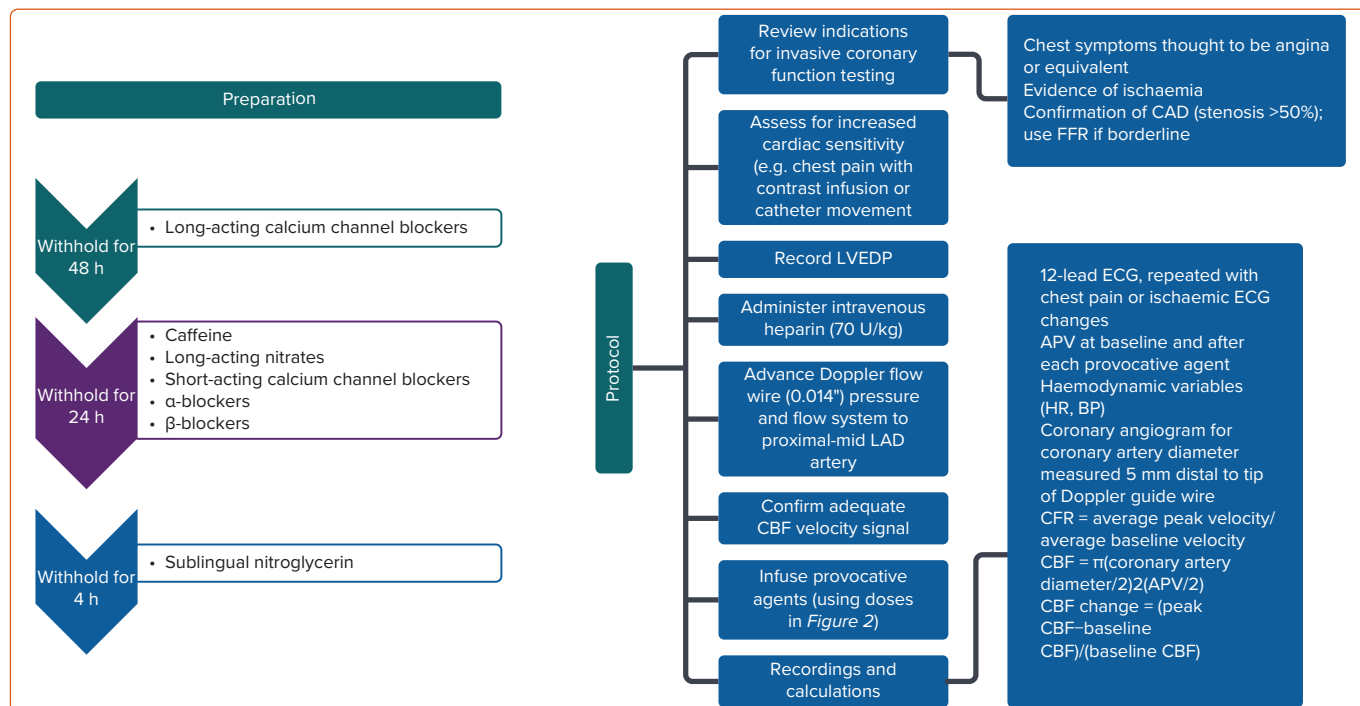 Preparation
Withhold for
48 h
• Long-acting calcium channel blockers
Withhold for
24 h
• Caffeine
• Long-acting nitrates
• Short-acting calcium channel blockers
• α-blockers
• β-blockers
Withhold for
4 h
• Sublingual nitroglycerin
Protocol
Review indications
for invasive coronary
function testing
Chest symptoms thought to be angina
or equivalent
Evidence of ischaemia
Confirmation of CAD (stenosis >50%);
use FFR if borderline
Assess for increased
cardiac sensitivity
(e.g. chest pain with
contrast infusion or
catheter movement
Record LVEDP
Administer intravenous
heparin (70 U/kg)
Advance Doppler flow
wire (0.014") pressure
and flow system to
proximal-mid LAD
artery
Confirm adequate
CBF velocity signal
Infuse provocative
agents (using doses
in Figure 2)
Recordings and
calculations
12-lead ECG, repeated with
chest pain or ischaemic ECG
changes
APV at baseline and after
each provocative agent
Haemodynamic variables
(HR, BP)
Coronary angiogram for
coronary artery diameter
measured 5 mm distal to tip
of Doppler guide wire
CFR = average peak velocity/
average baseline velocity
CBF = π(coronary artery
diameter/2)2(APV/2)
CBF change = (peak
CBF−baseline
CBF)/(baseline CBF)